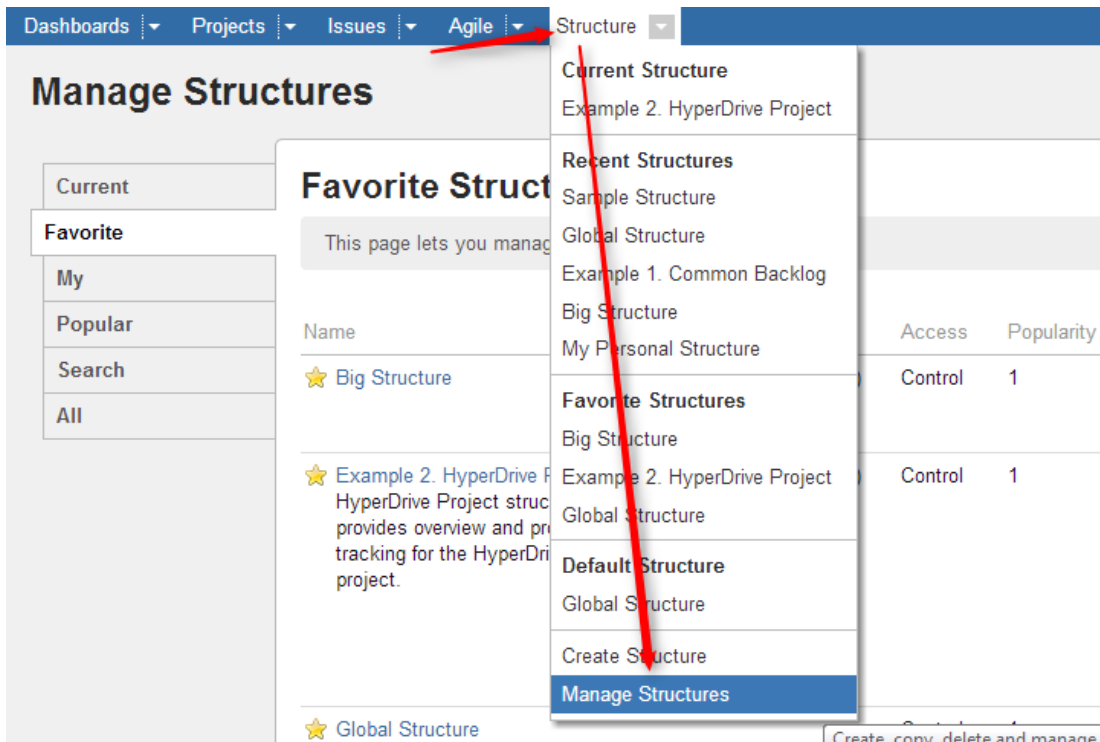 Dashboards Projects Issues Agile Structure
Manage Structures
Current
Favorite
My
Popular
Search
All
Favorite Struct
This page lets you manag
Name Access Popularity
Big Structure Control 1
Example 2. HyperDrive Control 1
HyperDrive Project struc
provides overview and pro
tracking for the HyperDri
project.
Global Structure
Current Structure
Example 2. HyperDrive Project
Recent Structures
Sample Structure
Global Structure
Example 1. Common Backlog
Big Structure
My Personal Structure
Favorite Structures
Big Structure
Example 2. HyperDrive Project
Global Structure
Default Structure
Global Structure
Create Structure
Manage Structures
Create, copy, delete and manage